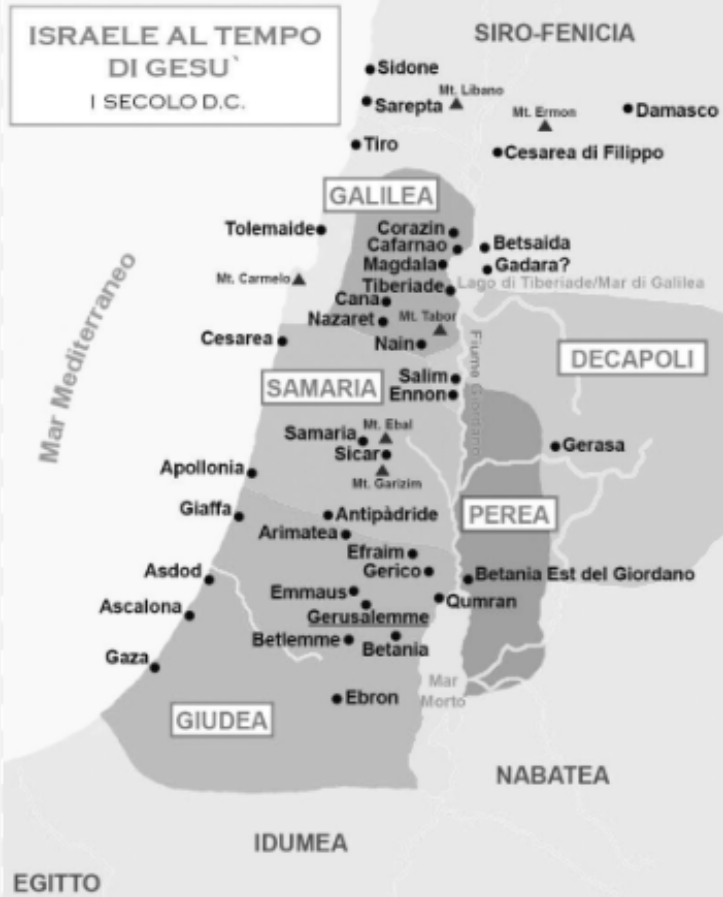 ISRAELE AL TEMPO
DI GESU`
I SECOLO D.C.
SIRO-FENICIA
Sidone
Mt. Libano
Sarepta
Mt. Ermon
Damasco
Tiro
Cesarea di Filippo
GALILEA
Tolemaide
Corazin
Cafarnao
Betsaida
Magdala
Gadara?
Mt. Carmelo
Tiberiade
Lago di Tiberiade/Mar di Galilea
Cana
Nazaret
Mt. Tabor
Cesarea
Nain
Fiume Giordano
DECAPOLI
Mar Mediterraneo
Salim
SAMARIA
Ennon
Mt. Ebal
Samaria
Gerasa
Sicar
Apollonia
Mt. Garizim
Giaffa
Antipàdride
PEREA
Arimatea
Efraim
Gerico
Asdod
Betania Est del Giordano
Emmaus
Qumran
Ascalona
Gerusalemme
Betlemme
Betania
Gaza
Mar
Morto
Ebron
GIUDEA
NABATEA
IDUMEA
EGITTO